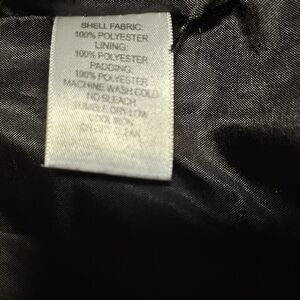 SHELL FABRIC:
100% POLYESTER
LINING:
100% POLYESTER
PADDING:
100% POLYESTER
MACHINE WASH COLD
NO BLEACH
TUMBLE DRY LOW
COOL IRON
OR DRY CLEAN